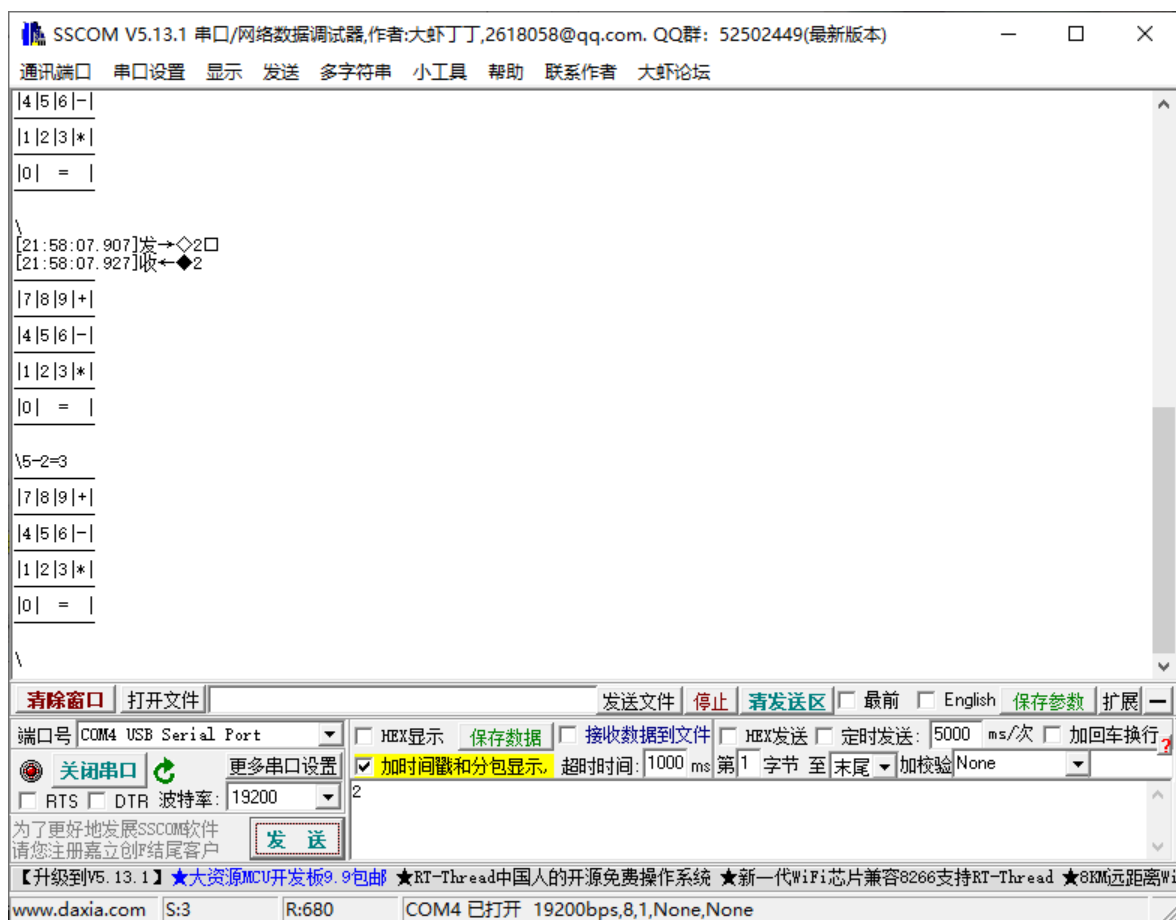 SSCOM V5.13.1 串口/网络数据调试器,作者:大虾丁丁,2618058@qq.com. QQ群: 52502449(最新版本)
通讯端口 串口设置 显示 发送 多字符串 小工具 帮助 联系作者 大虾论坛
|4|5|6|-|
|1|2|3|*|
|0| = |
\
[21:58:07.907]发→◇2□
[21:58:07.927]收←◆2
|7|8|9|+|
|4|5|6|-|
|1|2|3|*|
|0| = |
\5-2=3
|7|8|9|+|
|4|5|6|-|
|1|2|3|*|
|0| = |
\
清除窗口 打开文件 发送文件 停止 清发送区 最前 English 保存参数 扩展 —
端口号 COM4 USB Serial Port HEX显示 保存数据 接收数据到文件 HEX发送 定时发送: 5000 ms/次 加回车换行 ?
关闭串口 更多串口设置 加时间戳和分包显示, 超时时间: 1000 ms 第 1 字节 至 末尾 加校验 None
RTS DTR 波特率: 19200 2
为了更好地发展SSCOM软件
请您注册嘉立创F结尾客户
发 送
【升级到V5.13.1】★大资源MCU开发板9.9包邮 ★RT-Thread中国人的开源免费操作系统 ★新一代WiFi芯片兼容8266支持RT-Thread ★8KM远距离Wi
www.daxia.com S:3 R:680 COM4 已打开 19200bps,8,1,None,None